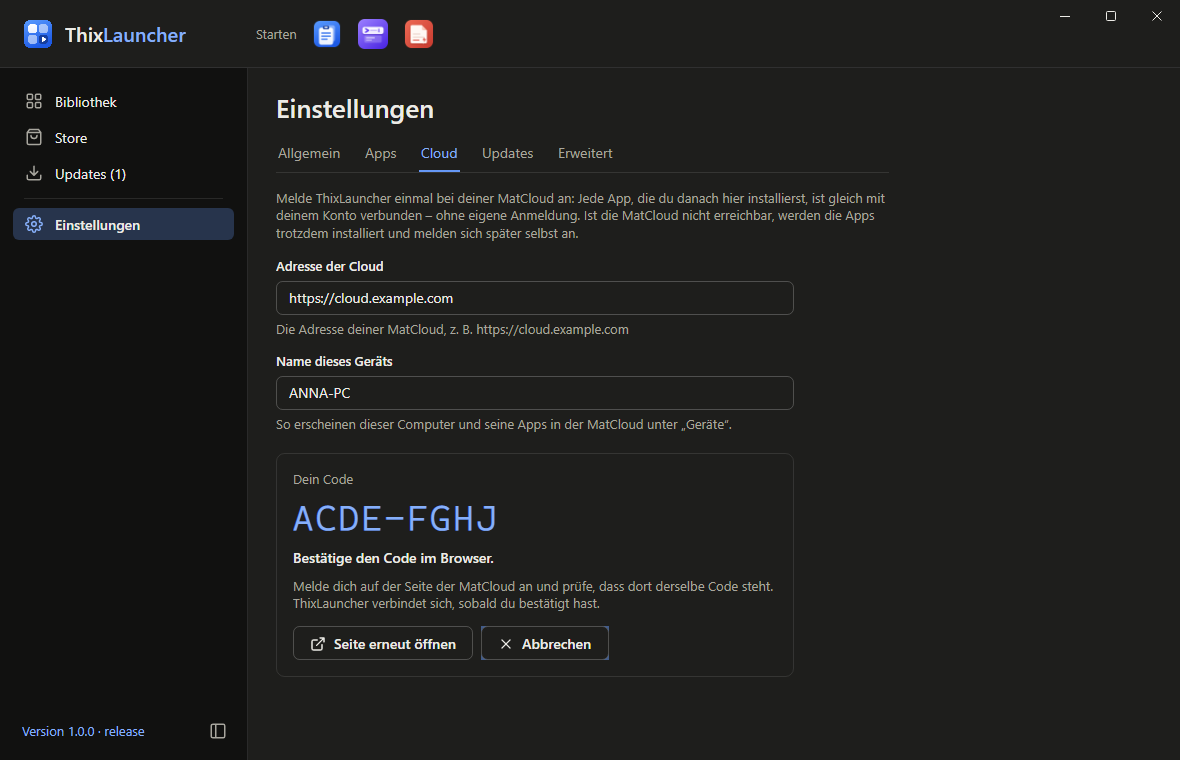 ThixLauncher
Starten
Bibliothek
Store
Updates (1)
Einstellungen
Version 1.0.0 · release
Einstellungen
Allgemein Apps Cloud Updates Erweitert
Melde ThixLauncher einmal bei deiner MatCloud an: Jede App, die du danach hier installierst, ist gleich mit
deinem Konto verbunden – ohne eigene Anmeldung. Ist die MatCloud nicht erreichbar, werden die Apps
trotzdem installiert und melden sich später selbst an.
Adresse der Cloud
https://cloud.example.com
Die Adresse deiner MatCloud, z. B. https://cloud.example.com
Name dieses Geräts
ANNA-PC
So erscheinen dieser Computer und seine Apps in der MatCloud unter „Geräte“.
Dein Code
ACDE-FGHJ
Bestätige den Code im Browser.
Melde dich auf der Seite der MatCloud an und prüfe, dass dort derselbe Code steht.
ThixLauncher verbindet sich, sobald du bestätigt hast.
Seite erneut öffnen
Abbrechen